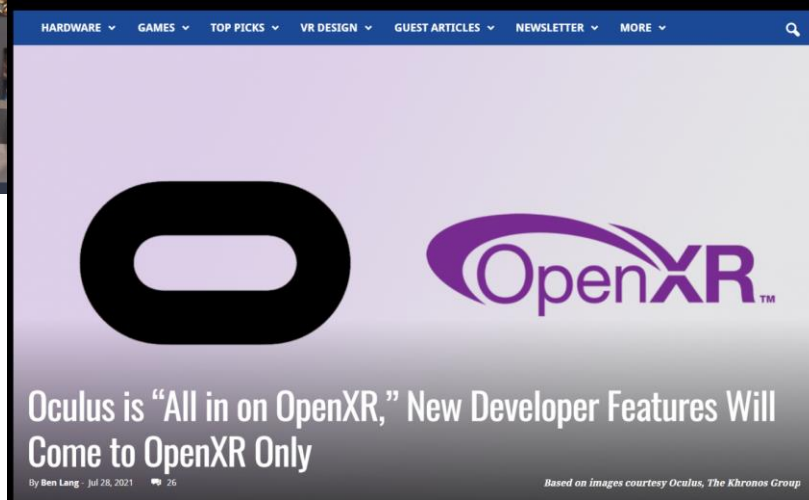 HARDWARE GAMES TOP PICKS VR DESIGN GUEST ARTICLES NEWSLETTER MORE
OpenXR™
Oculus is “All in on OpenXR,” New Developer Features Will
Come to OpenXR Only
By Ben Lang - Jul 28, 2021 26
Based on images courtesy Oculus, The Khronos Group